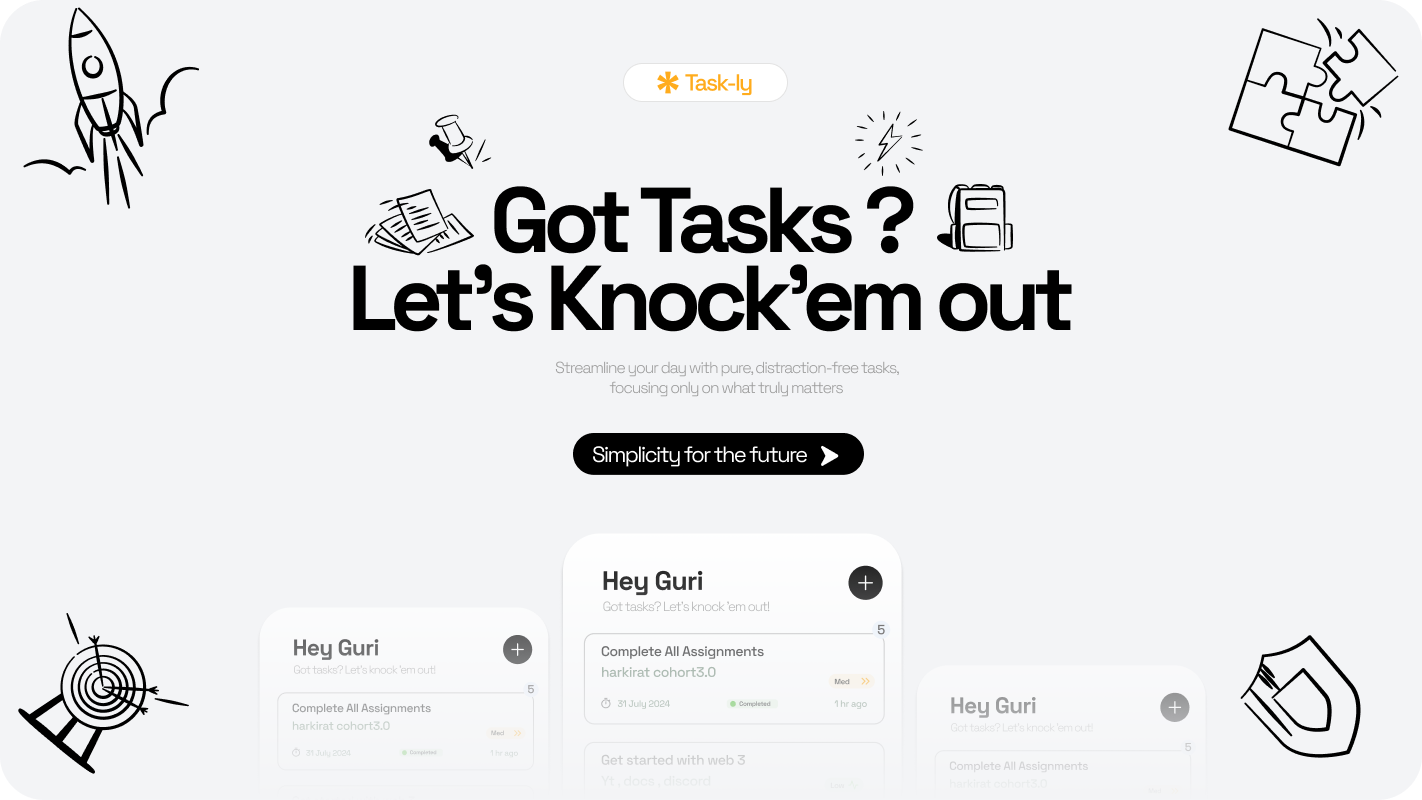 Task-ly
Got Tasks ?
Let's Knock'em out
Streamline your day with pure, distraction-free tasks,
focusing only on what truly matters
Simplicity for the future
Hey Guri
Got tasks? Let's knock 'em out!
5
Complete All Assignments
harkirat cohort3.0
Med
31 July 2024
Completed
1 hr ago
Hey Guri
Got tasks? Let's knock 'em out!
5
Complete All Assignments
harkirat cohort3.0
Med
31 July 2024
Completed
1 hr ago
Get started with web 3
Yt , docs , discord
Low
Hey Guri
Got tasks? Let's knock 'em out!
5
Complete All Assignments
harkirat cohort3.0
Med